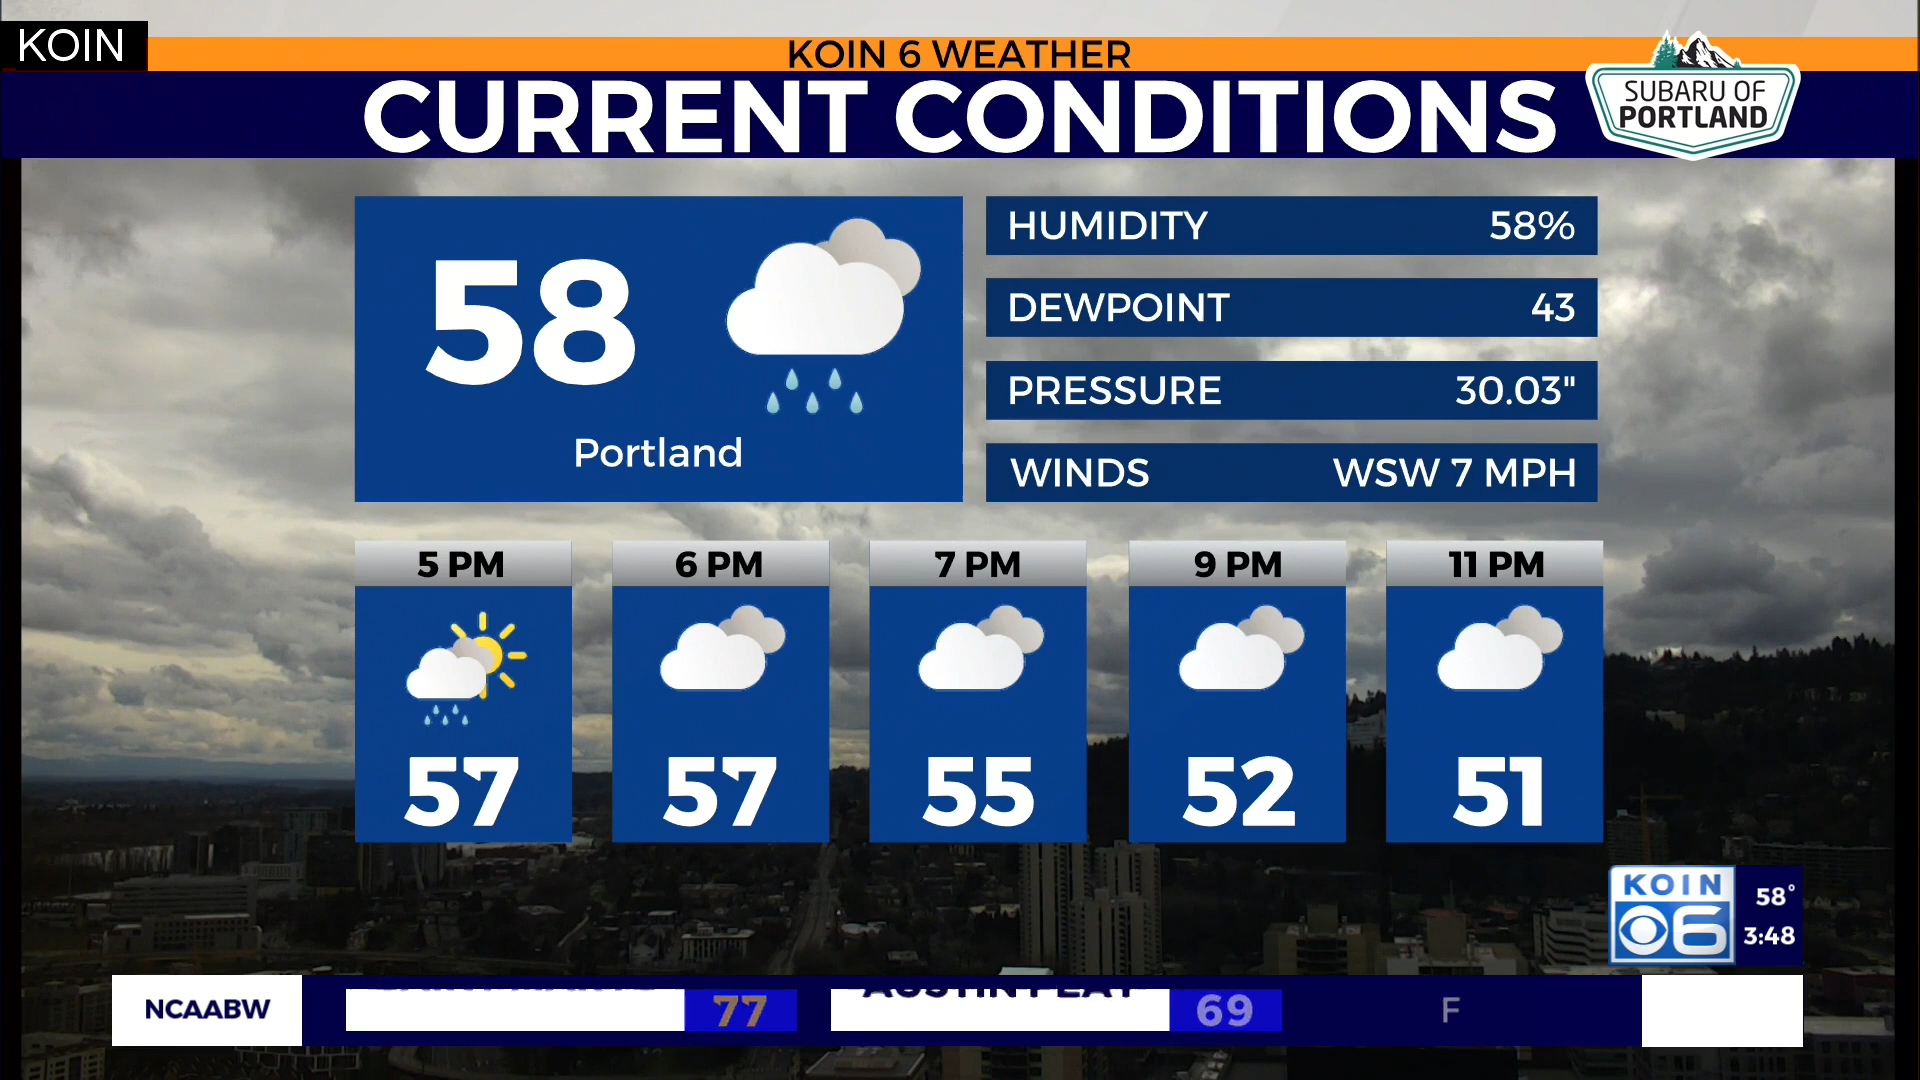 KOIN
KOIN 6 WEATHER
CURRENT CONDITIONS
SUBARU OF
PORTLAND
58
Portland
HUMIDITY 58%
DEWPOINT 43
PRESSURE 30.03"
WINDS WSW 7 MPH
5 PM 6 PM 7 PM 9 PM 11 PM
57 57 55 52 51
KOIN
6
58°
3:48
NCAABW 77 69 F